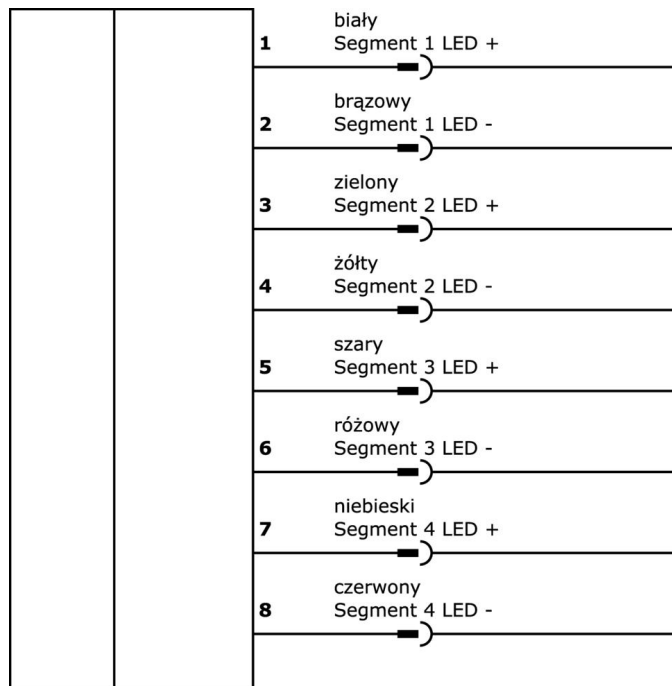 biały
1 Segment 1 LED +
brązowy
2 Segment 1 LED -
zielony
3 Segment 2 LED +
żółty
4 Segment 2 LED -
szary
5 Segment 3 LED +
różowy
6 Segment 3 LED -
niebieski
7 Segment 4 LED +
czerwony
8 Segment 4 LED -